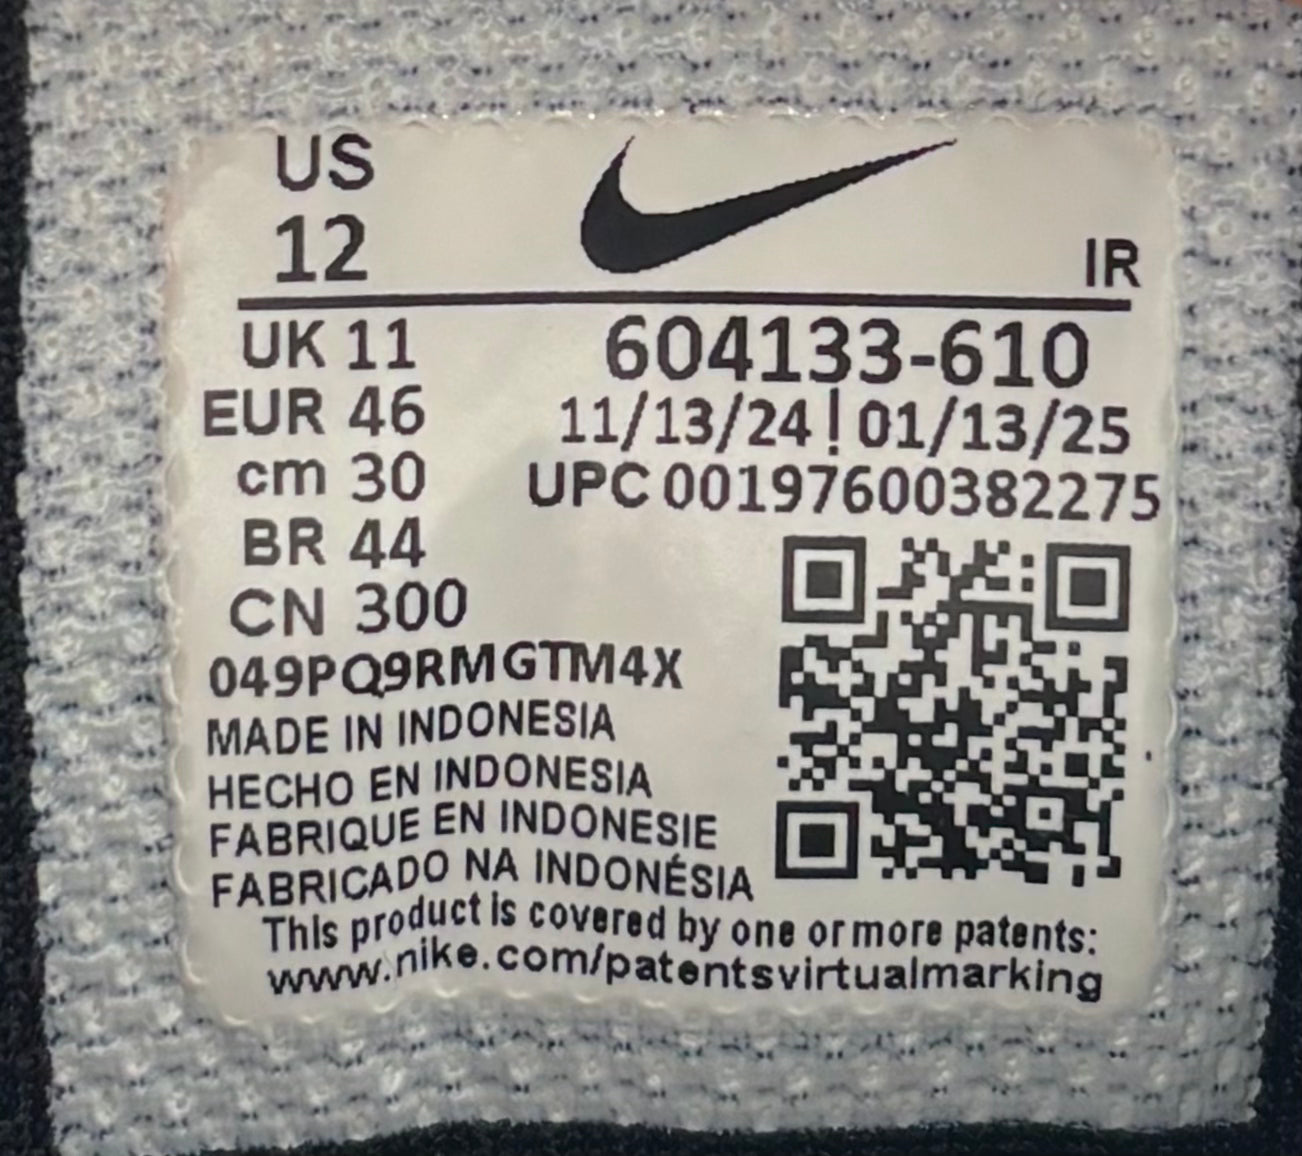 US
12
IR
UK 11
EUR 46
cm 30
BR 44
CN 300
604133-610
11/13/24 ! 01/13/25
UPC 00197600382275
049PQ9RMGTM4X
MADE IN INDONESIA
HECHO EN INDONESIA
FABRIQUE EN INDONESIE
FABRICADO NA INDONÉSIA
This product is covered by one or more patents:
www.nike.com/patentsvirtualmarking